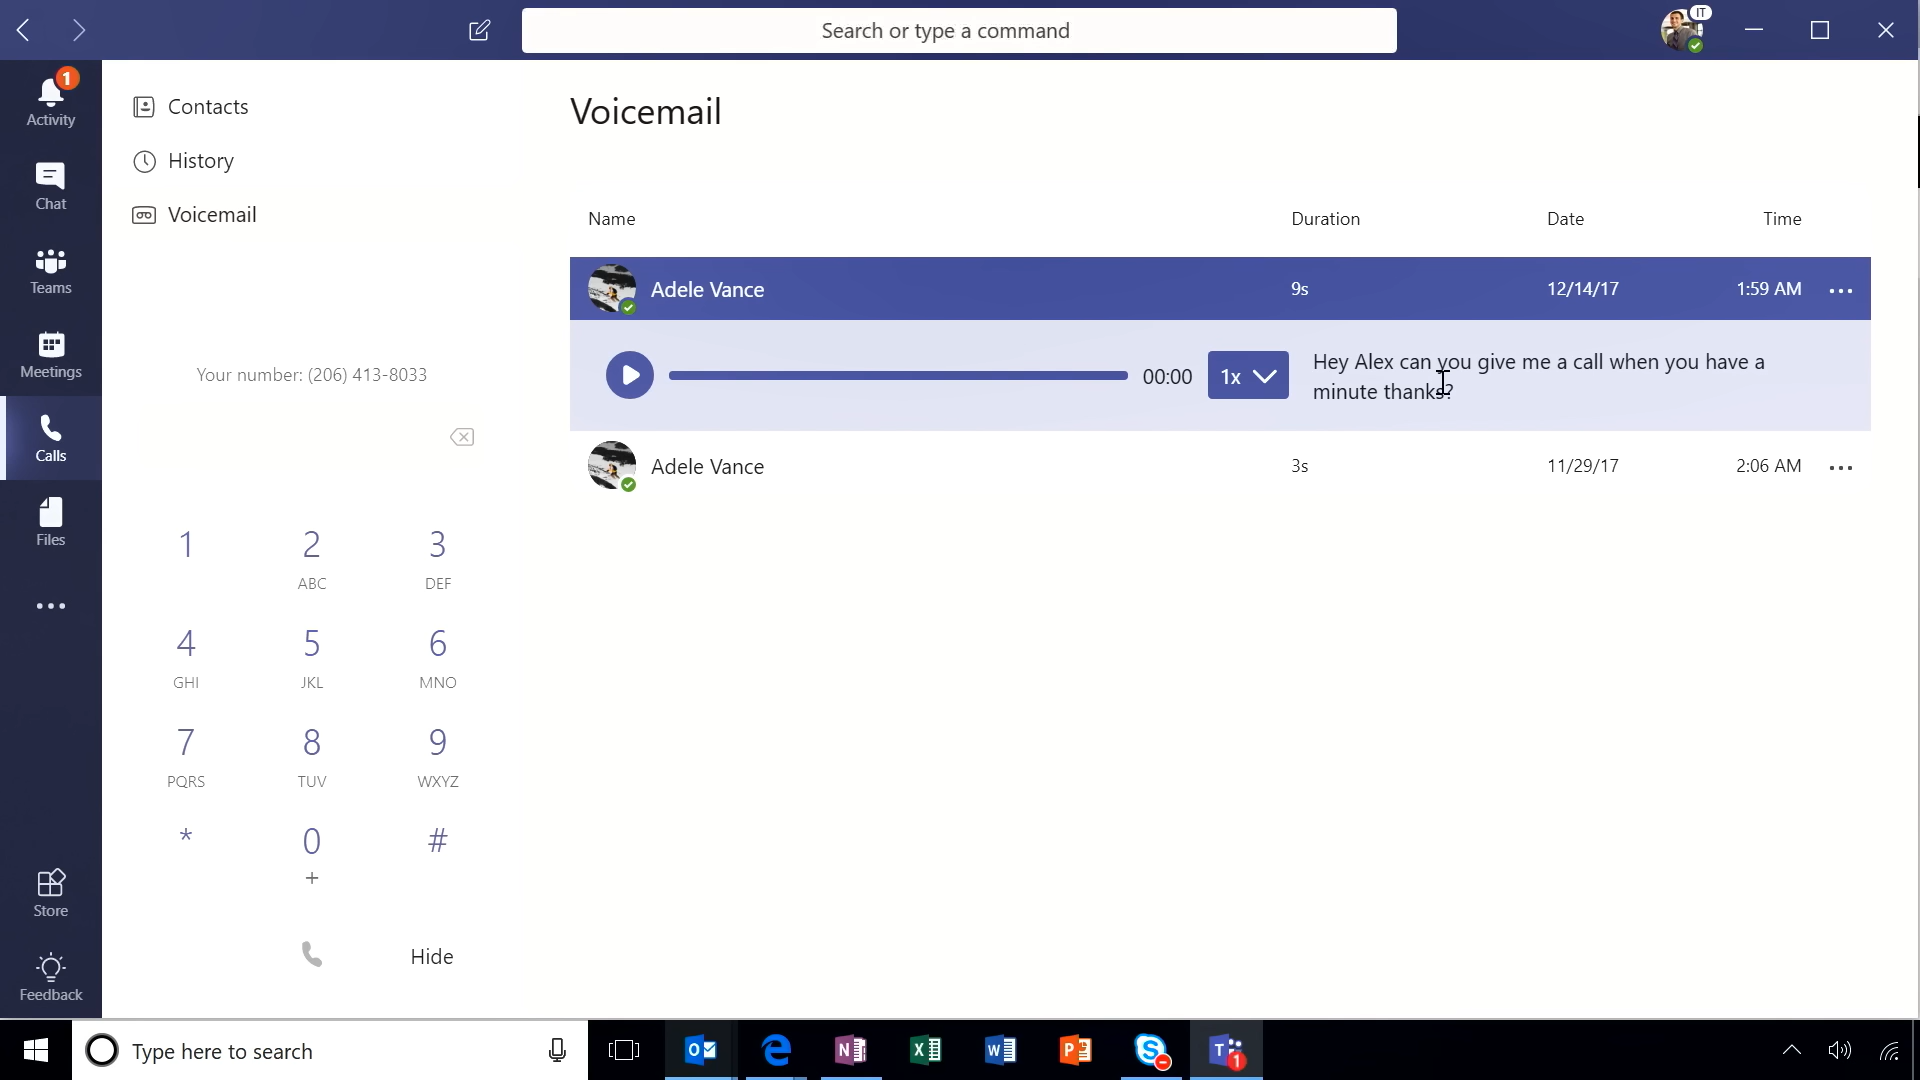 Search or type a command
IT
1
Activity
Chat
Teams
Meetings
Calls
Files
Store
Feedback
Contacts
History
Voicemail
Your number: (206) 413-8033
1
2
3
ABC
DEF
4
5
6
GHI
JKL
MNO
7
8
9
PQRS
TUV
WXYZ
*
0
#
+
Hide
Voicemail
Name
Duration
Date
Time
Adele Vance
9s
12/14/17
1:59 AM
00:00
1x
Hey Alex can you give me a call when you have a
minute thanks?
Adele Vance
3s
11/29/17
2:06 AM
Type here to search
O
N
X
W
P
S
T
1